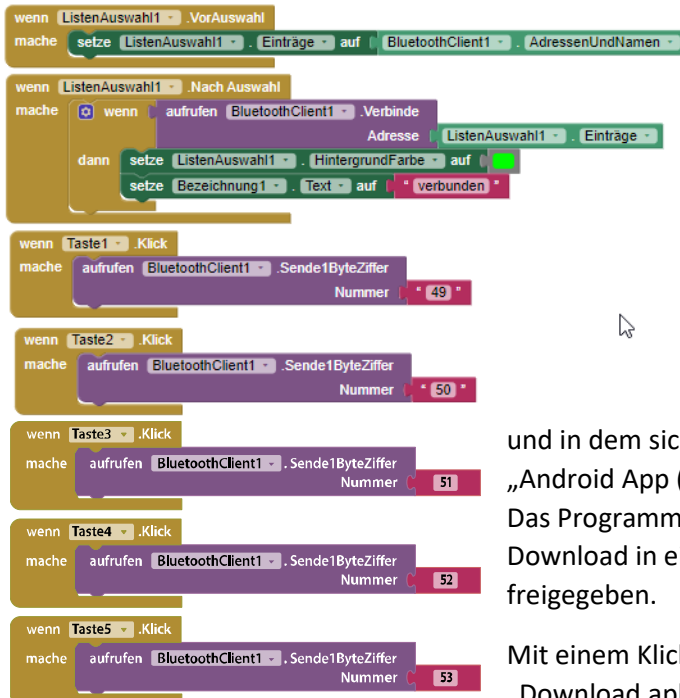 wenn ListenAuswahl1 .VorAuswahl
mache setze ListenAuswahl1 . Einträge auf BluetoothClient1 . AdressenUndNamen
wenn ListenAuswahl1 .Nach Auswahl
mache wenn aufrufen BluetoothClient1 .Verbinde
Adresse ListenAuswahl1 . Einträge
dann setze ListenAuswahl1 . HintergrundFarbe auf
setze Bezeichnung1 . Text auf " verbunden "
wenn Taste1 .Klick
mache aufrufen BluetoothClient1 .Sende1ByteZiffer
Nummer " 49 "
wenn Taste2 .Klick
mache aufrufen BluetoothClient1 .Sende1ByteZiffer
Nummer " 50 "
wenn Taste3 .Klick
mache aufrufen BluetoothClient1 . Sende1ByteZiffer
Nummer 51
wenn Taste4 .Klick
mache aufrufen BluetoothClient1 . Sende1ByteZiffer
Nummer 52
wenn Taste5 .Klick
mache aufrufen BluetoothClient1 . Sende1ByteZiffer
Nummer 53
und in dem sic
„Android App (
Das Programm
Download in e
freigegeben.
Mit einem Klic